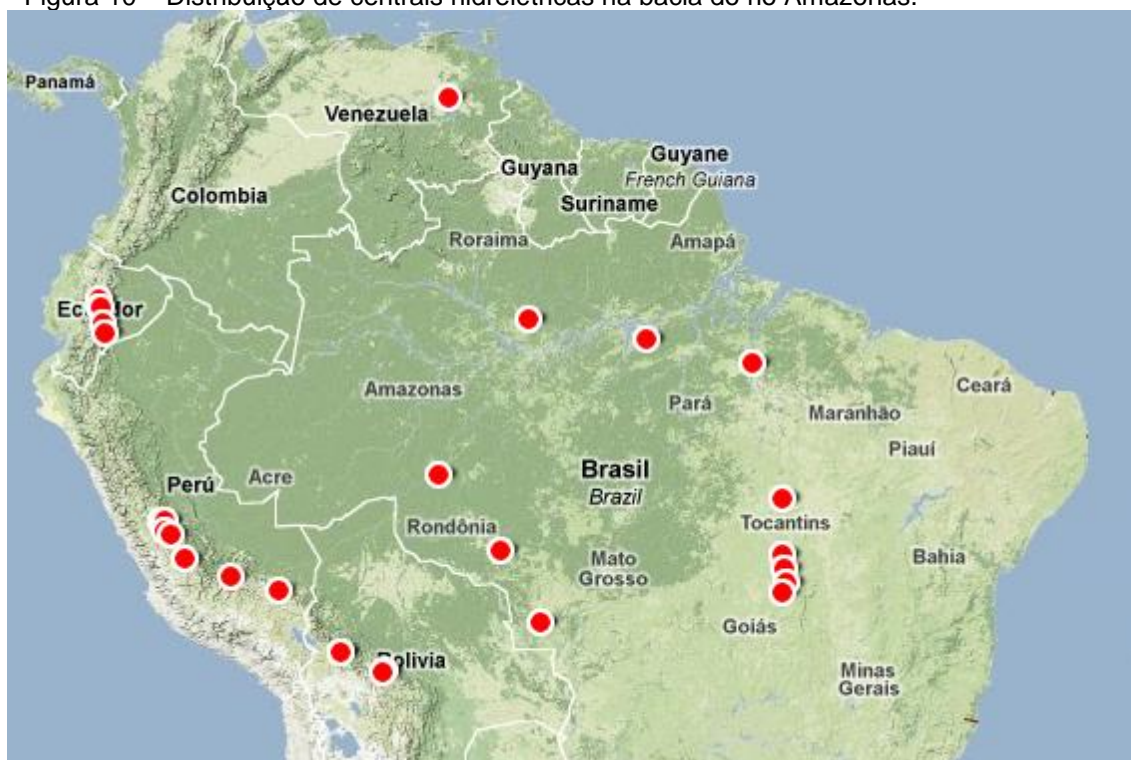 Figura 10 – Distribuição de centrais hidrelétricas na bacia do rio Amazonas.
Panamá
Venezuela
Guyana
Guyane
French Guiana
Colombia
Suriname
Roraima
Amapá
Ecuador
Amazonas
Pará
Ceará
Maranhão
Piauí
Perú
Acre
Brasil
Brazil
Tocantins
Rondônia
Mato
Grosso
Bahia
Goiás
Bolivia
Minas
Gerais